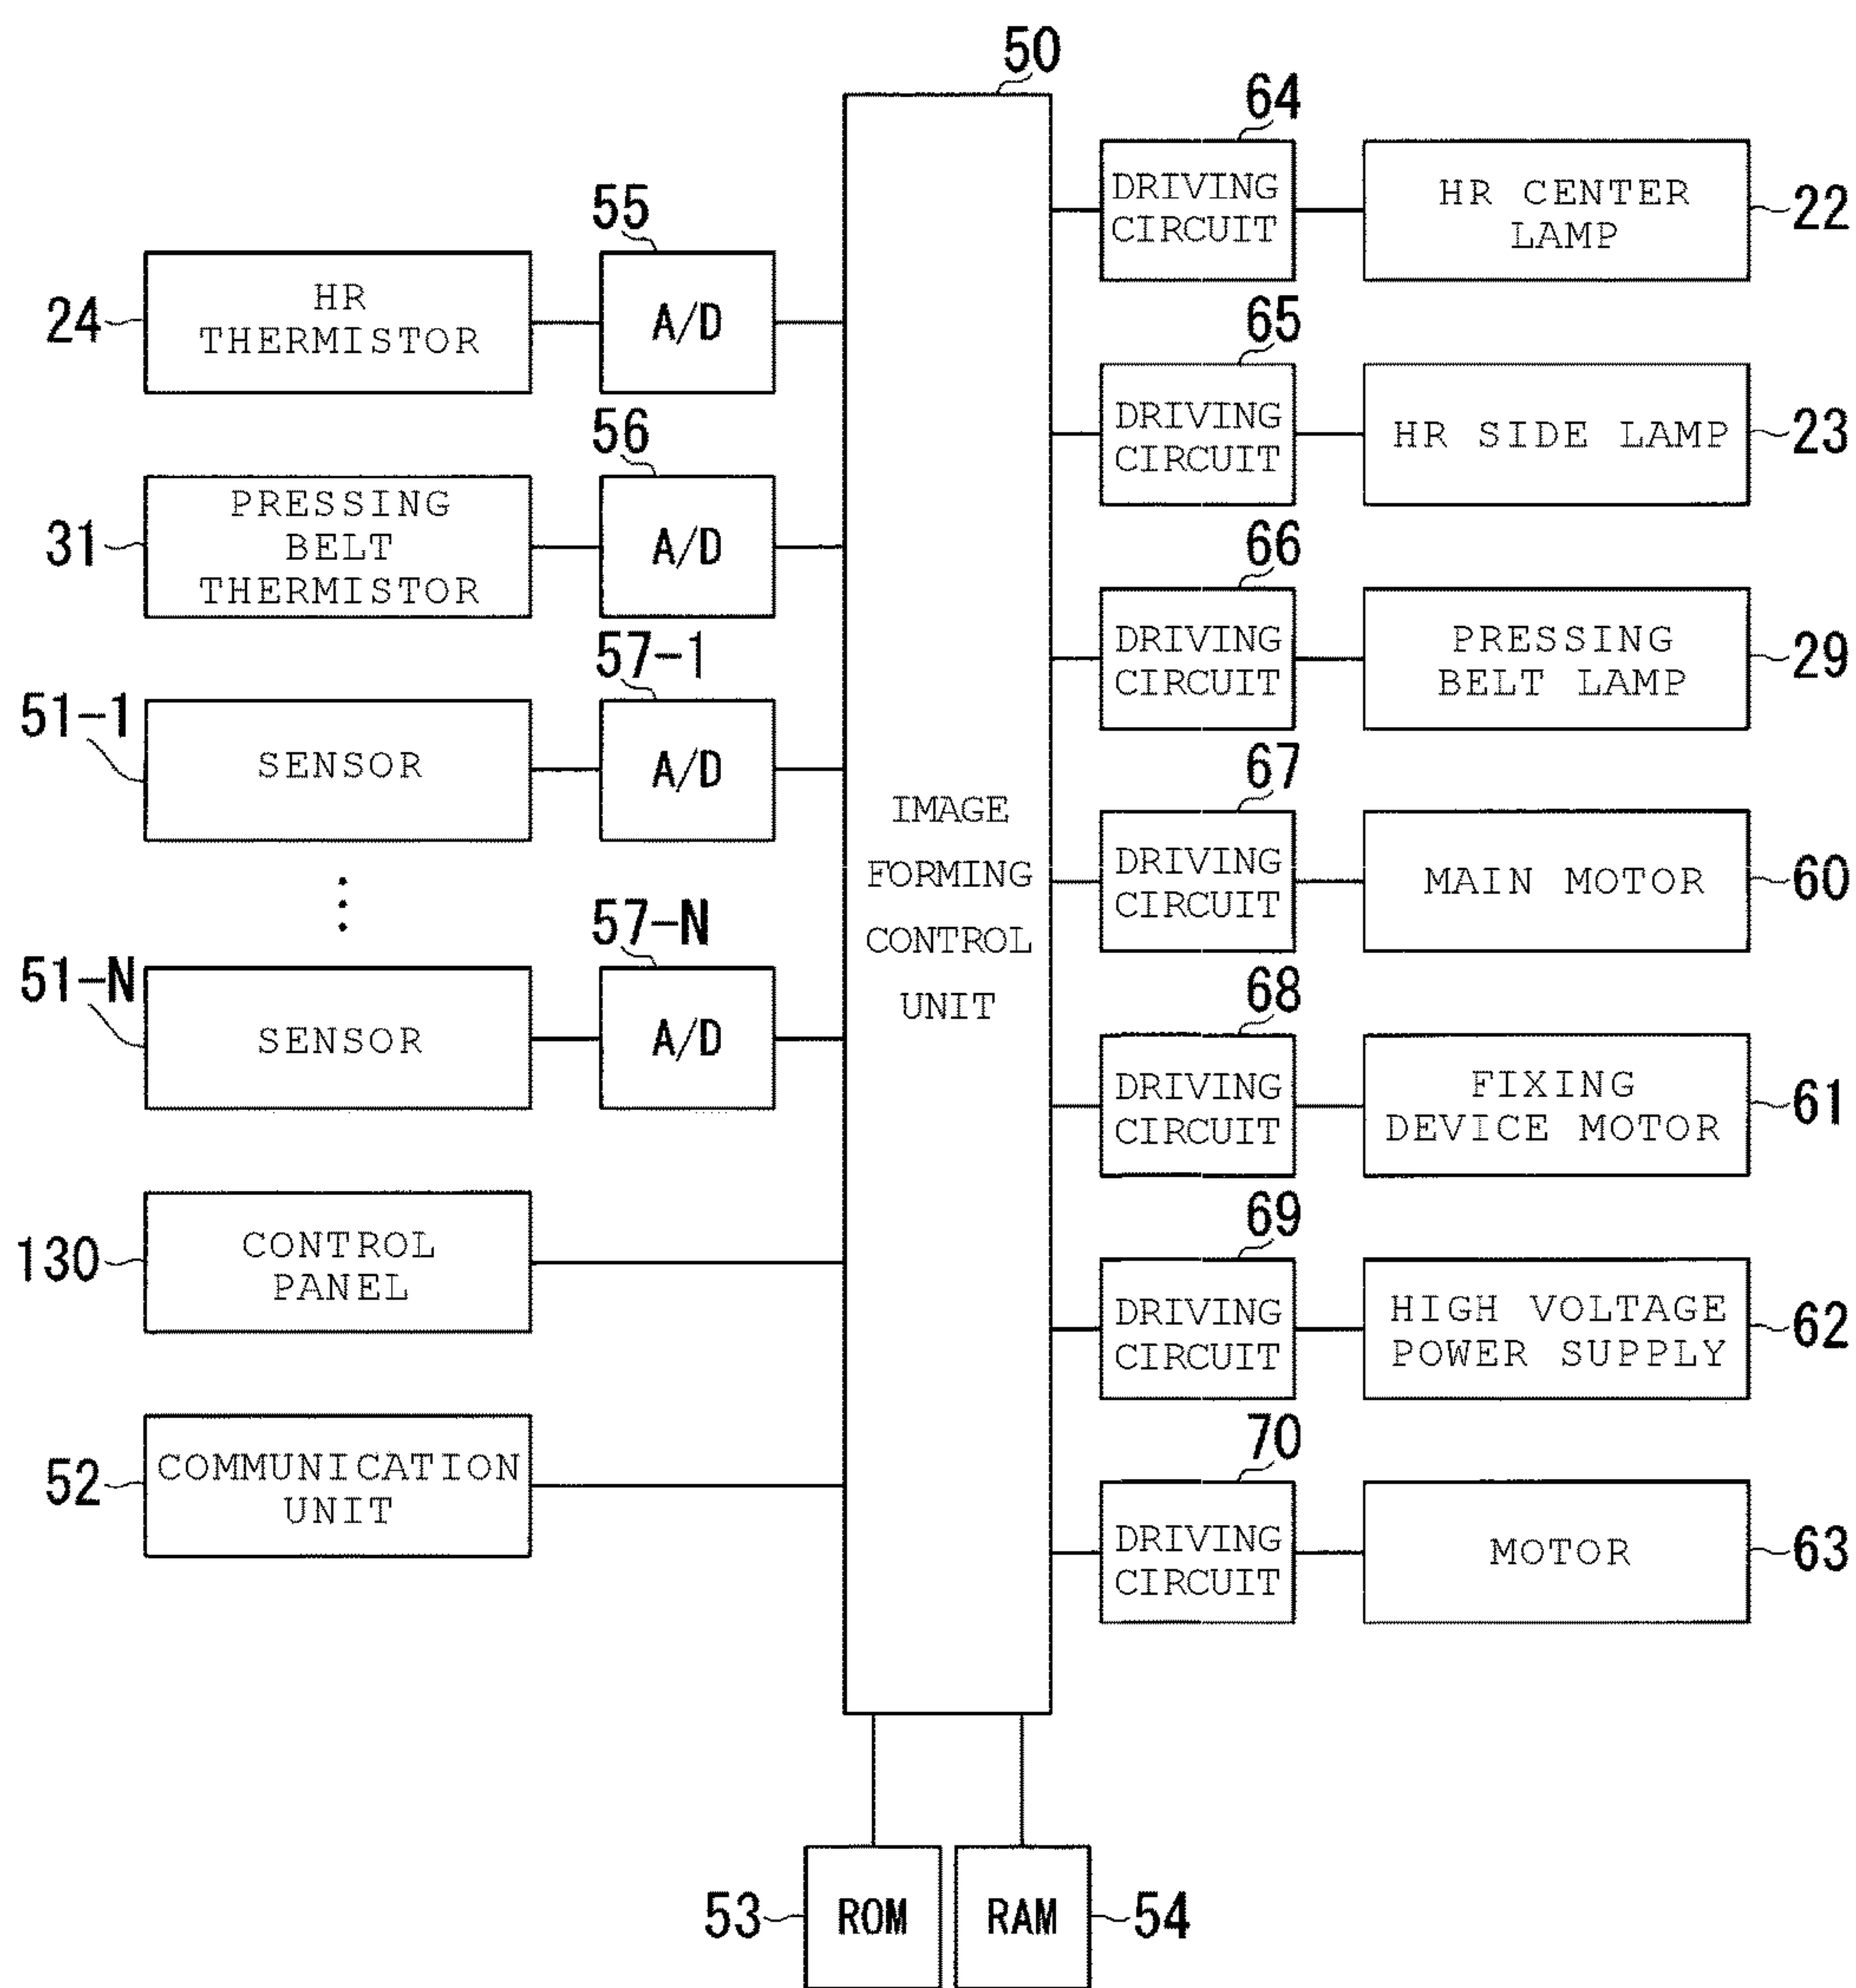 50
24
HR
THERMISTOR
55
A/D
31
PRESSING
BELT
THERMISTOR
56
A/D
51-1
SENSOR
57-1
A/D
51-N
SENSOR
57-N
A/D
130
CONTROL
PANEL
52
COMMUNICATION
UNIT
IMAGE
FORMING
CONTROL
UNIT
64
DRIVING
CIRCUIT
HR CENTER
LAMP
22
65
DRIVING
CIRCUIT
HR SIDE LAMP
23
66
DRIVING
CIRCUIT
PRESSING
BELT LAMP
29
67
DRIVING
CIRCUIT
MAIN MOTOR
60
68
DRIVING
CIRCUIT
FIXING
DEVICE MOTOR
61
69
DRIVING
CIRCUIT
HIGH VOLTAGE
POWER SUPPLY
62
70
DRIVING
CIRCUIT
MOTOR
63
53
ROM
RAM
54